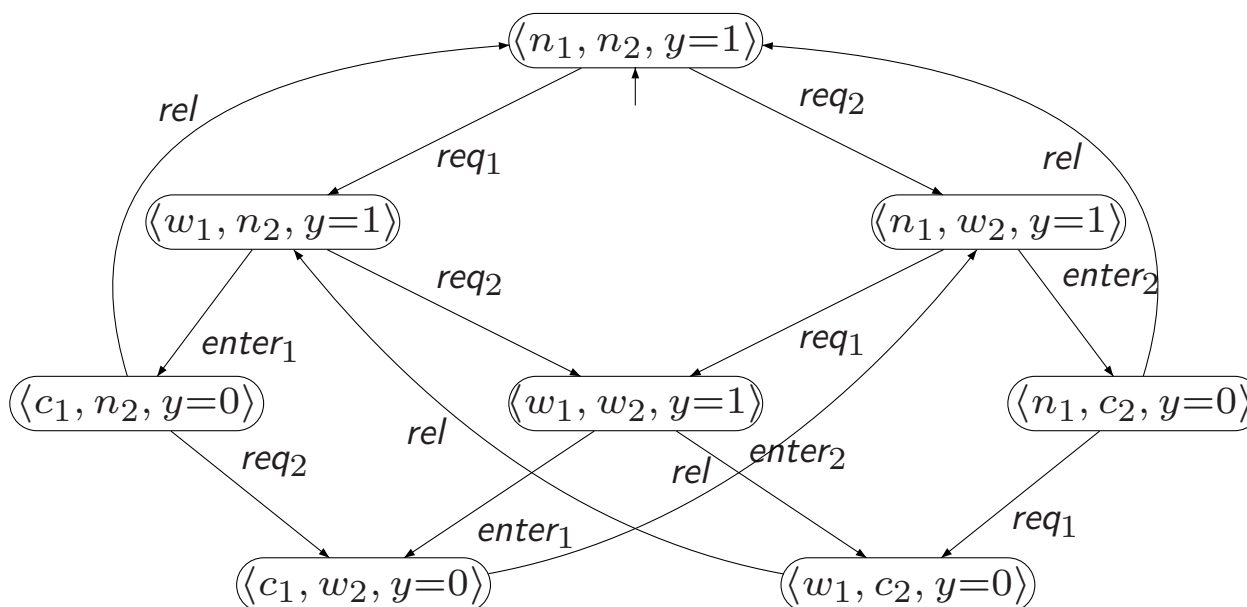 ⟨n₁, n₂, y=1⟩
rel
req₂
req₁
rel
⟨w₁, n₂, y=1⟩
⟨n₁, w₂, y=1⟩
req₂
enter₂
enter₁
req₁
⟨c₁, n₂, y=0⟩
⟨w₁, w₂, y=1⟩
⟨n₁, c₂, y=0⟩
rel
req₂
rel
enter₂
enter₁
req₁
⟨c₁, w₂, y=0⟩
⟨w₁, c₂, y=0⟩